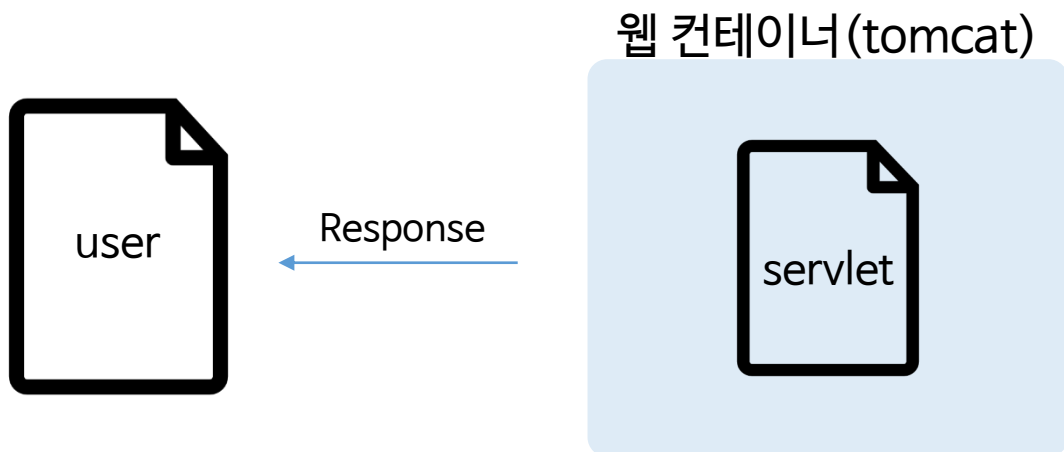 웹 컨테이너(tomcat)
user
Response
servlet